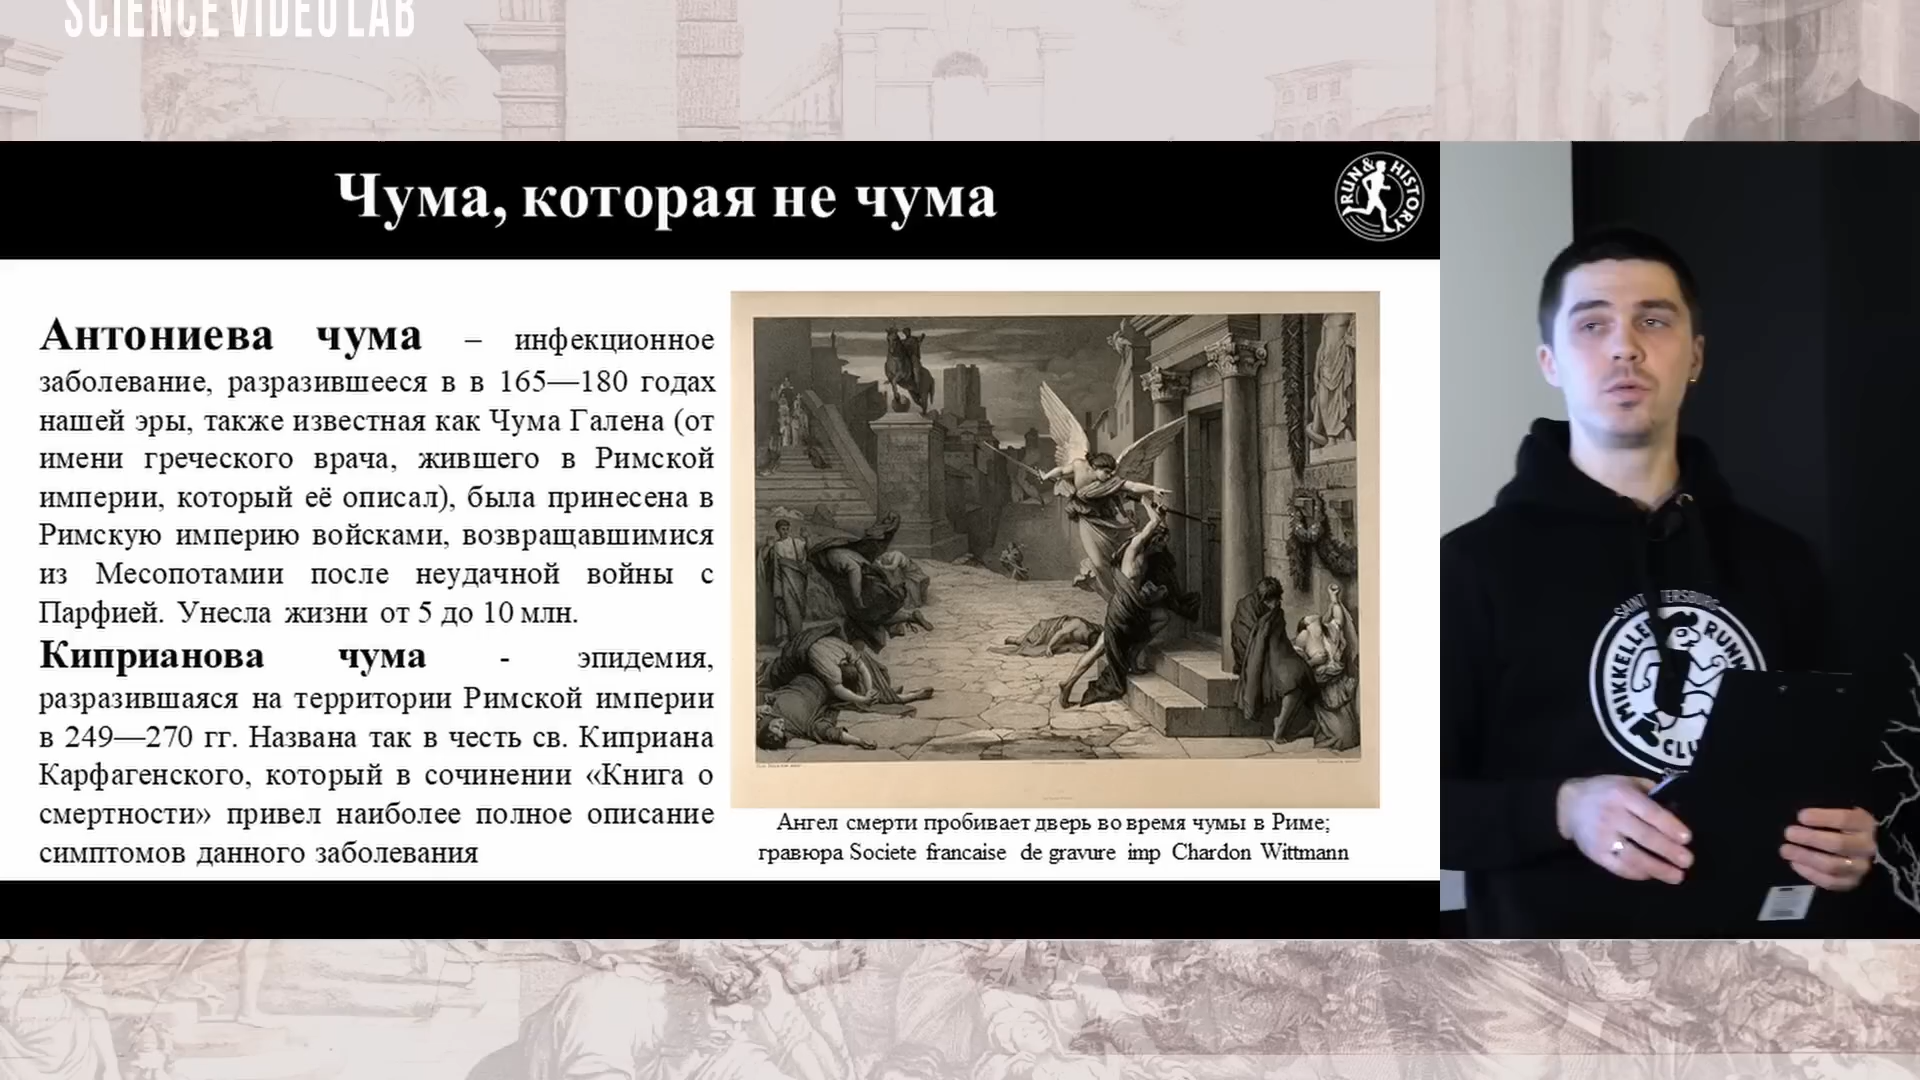 SCIENCE VIDEO LAB
Чума, которая не чума
RUN & HISTORY
Антониева чума – инфекционное
заболевание, разразившееся в в 165—180 годах
нашей эры, также известная как Чума Галена (от
имени греческого врача, жившего в Римской
империи, который её описал), была принесена в
Римскую империю войсками, возвращавшимися
из Месопотамии после неудачной войны с
Парфией. Унесла жизни от 5 до 10 млн.
Киприанова чума - эпидемия,
разразившаяся на территории Римской империи
в 249—270 гг. Названа так в честь св. Киприана
Карфагенского, который в сочинении «Книга о
смертности» привел наиболее полное описание
симптомов данного заболевания
Ангел смерти пробивает дверь во время чумы в Риме;
гравюра Societe francaise de gravure imp Chardon Wittmann
SAINT
MIKKELLER RUNN
CLU